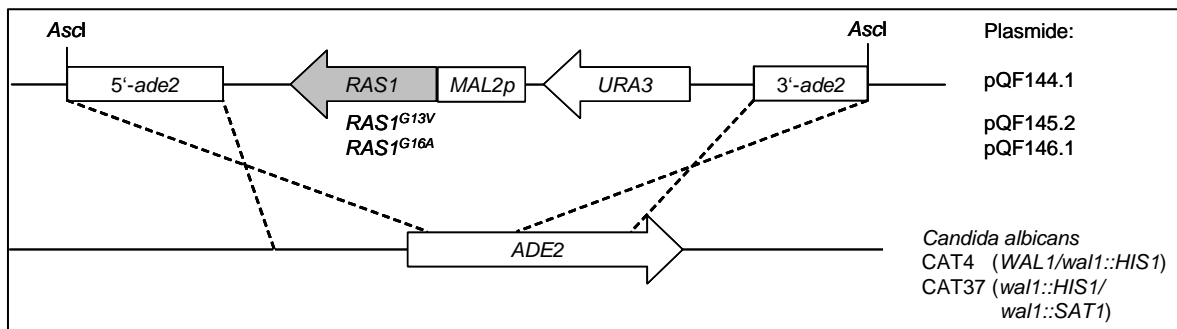 AscI AscI Plasmide:
5‘-ade2 RAS1 MAL2p URA3 3‘-ade2 pQF144.1
RAS1G13V pQF145.2
RAS1G16A pQF146.1
ADE2
Candida albicans
CAT4 (WAL1/wal1::HIS1)
CAT37 (wal1::HIS1/
wal1::SAT1)